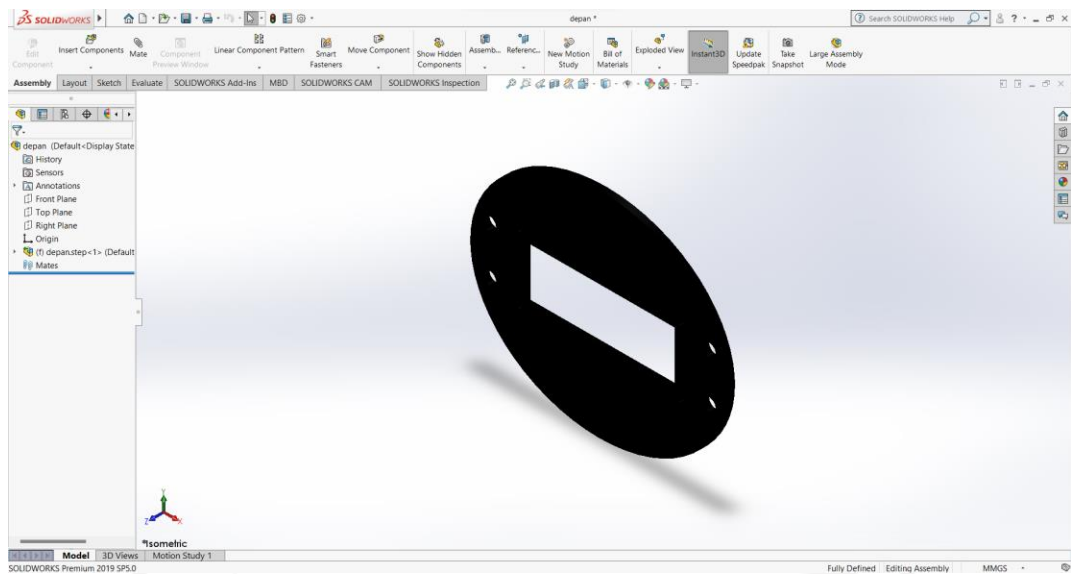 SOLIDWORKS
depan *
Search SOLIDWORKS Help
Edit Component
Insert Components
Mate
Component Preview Window
Linear Component Pattern
Smart Fasteners
Move Component
Show Hidden Components
Assemb...
Referenc...
New Motion Study
Bill of Materials
Exploded View
Instant3D
Update Speedpak
Take Snapshot
Large Assembly Mode
Assembly Layout Sketch Evaluate SOLIDWORKS Add-Ins MBD SOLIDWORKS CAM SOLIDWORKS Inspection
depan (Default<Display State
History
Sensors
Annotations
Front Plane
Top Plane
Right Plane
Origin
(f) depan.step<1> (Default
Mates
Y
Z
X
*Isometric
Model 3D Views Motion Study 1
SOLIDWORKS Premium 2019 SP5.0
Fully Defined Editing Assembly MMGS